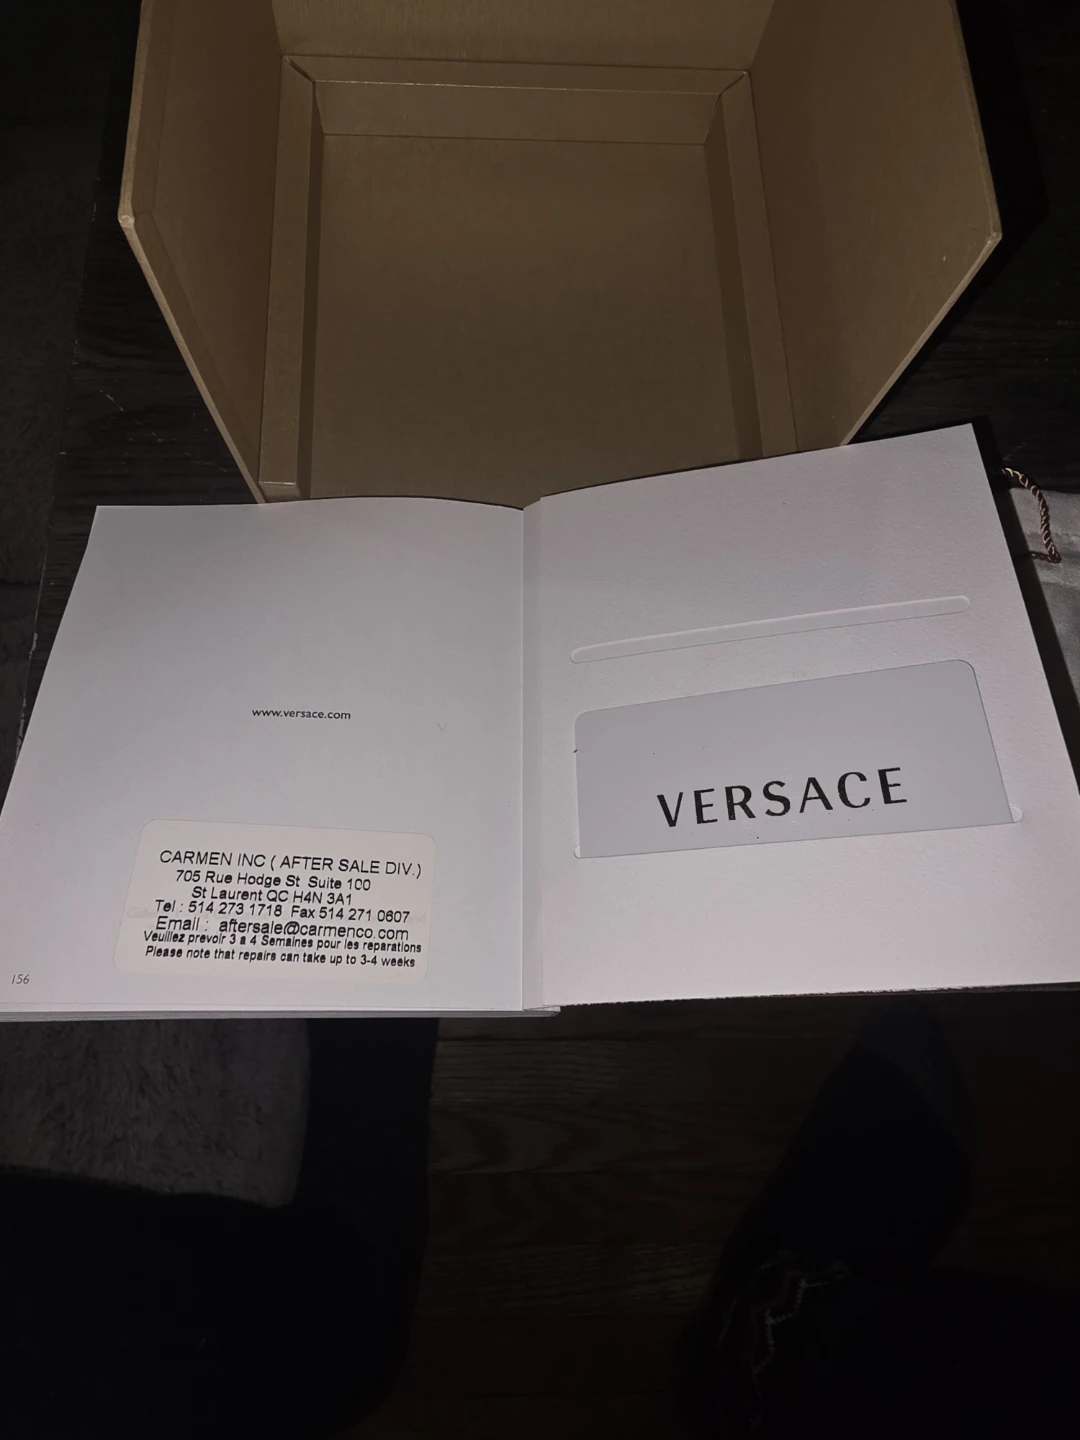 www.versace.com
CARMEN INC ( AFTER SALE DIV.)
705 Rue Hodge St Suite 100
St Laurent QC H4N 3A1
Tel : 514 273 1718 Fax 514 271 0607
Email : aftersale@carmenco.com
Veuillez prevoir 3 a 4 Semaines pour les reparations
Please note that repairs can take up to 3-4 weeks
156
VERSACE